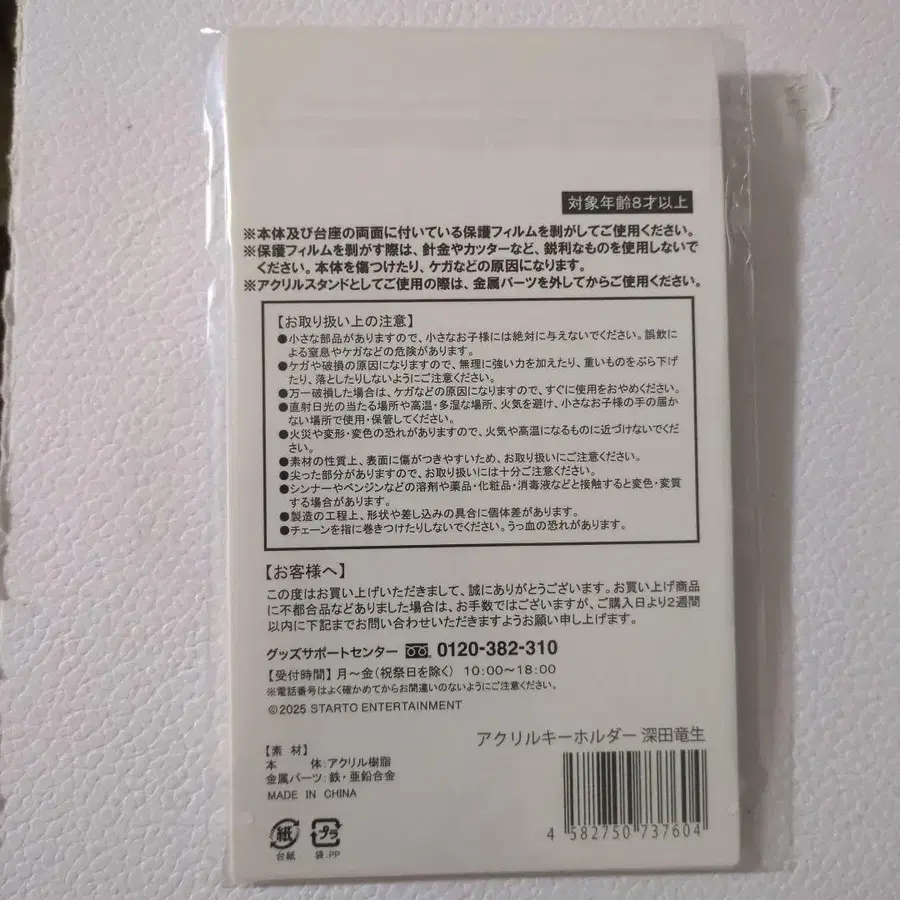 対象年齢8才以上
※本体及び台座の両面に付いている保護フィルムを剥がしてご使用ください。
※保護フィルムを剥がす際は、針金やカッターなど、鋭利なものを使用しないで
ください。本体を傷つけたり、ケガなどの原因になります。
※アクリルスタンドとしてご使用の際は、金属パーツを外してからご使用ください。
【お取り扱い上の注意】
●小さな部品がありますので、小さなお子様には絶対に与えないでください。誤飲
による窒息やケガなどの危険があります。
●ケガや破損の原因になりますので、無理に強い力を加えたり、重いものをぶら下げ
たり、落としたりしないようにご注意ください。
●万一破損した場合は、ケガなどの原因になりますので、すぐに使用をおやめください。
●直射日光の当たる場所や高温・多湿な場所、火気を避け、小さなお子様の手の届か
ない場所で使用・保管してください。
●火災や変形・変色の恐れがありますので、火気や高温になるものに近づけないでくだ
さい。
●素材の性質上、表面に傷がつきやすいため、お取り扱いにご注意ください。
●尖った部分がありますので、お取り扱いには十分ご注意ください。
●シンナーやベンジンなどの溶剤や薬品・化粧品・消毒液などと接触すると変色・変質
する場合があります。
●製造の工程上、形状や差し込みの具合に個体差があります。
●チェーンを指に巻きつけたりしないでください。うっ血の恐れがあります。
【お客様へ】
この度はお買い上げいただきまして、誠にありがとうございます。お買い上げ商品
に不都合品などありました場合は、お手数ではございますが、ご購入日より2週間
以内に下記までお問い合わせいただきますようお願い申し上げます。
グッズサポートセンター 0120-382-310
【受付時間】月〜金(祝祭日を除く) 10:00〜18:00
※電話番号はよく確かめてからお間違いのないようにご注意ください。
©2025 STARTO ENTERTAINMENT
アクリルキーホルダー 深田竜生
【素 材】
本 体:アクリル樹脂
金属パーツ:鉄・亜鉛合金
MADE IN CHINA
4 582750 737604
紙 プラ
台紙 袋:PP